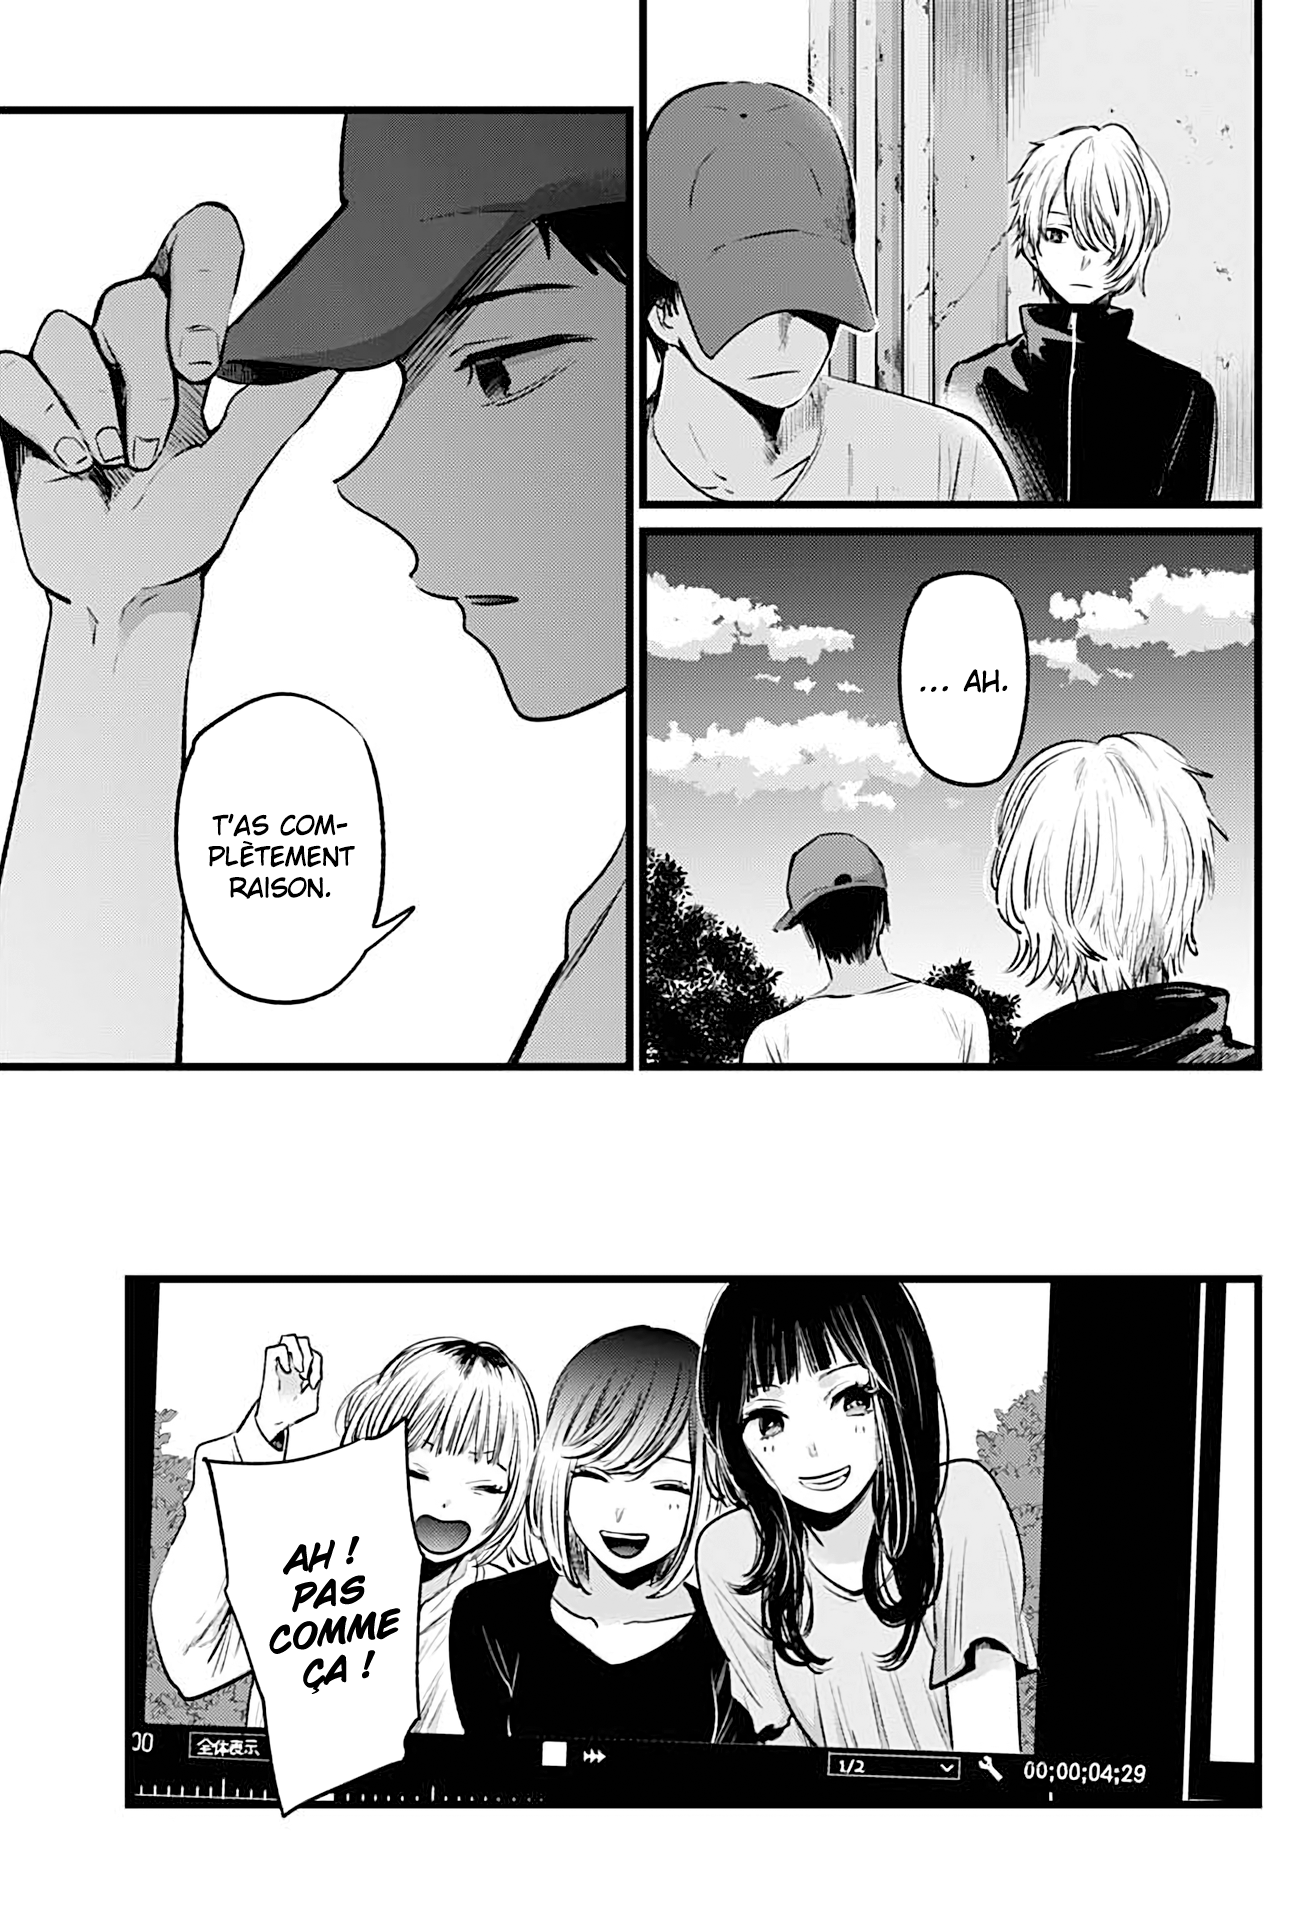 ... AH.
T'AS COM-
PLÈTEMENT
RAISON.
AH !
PAS
COMME
ÇA !
00
全体表示
1/2
00;00;04;29